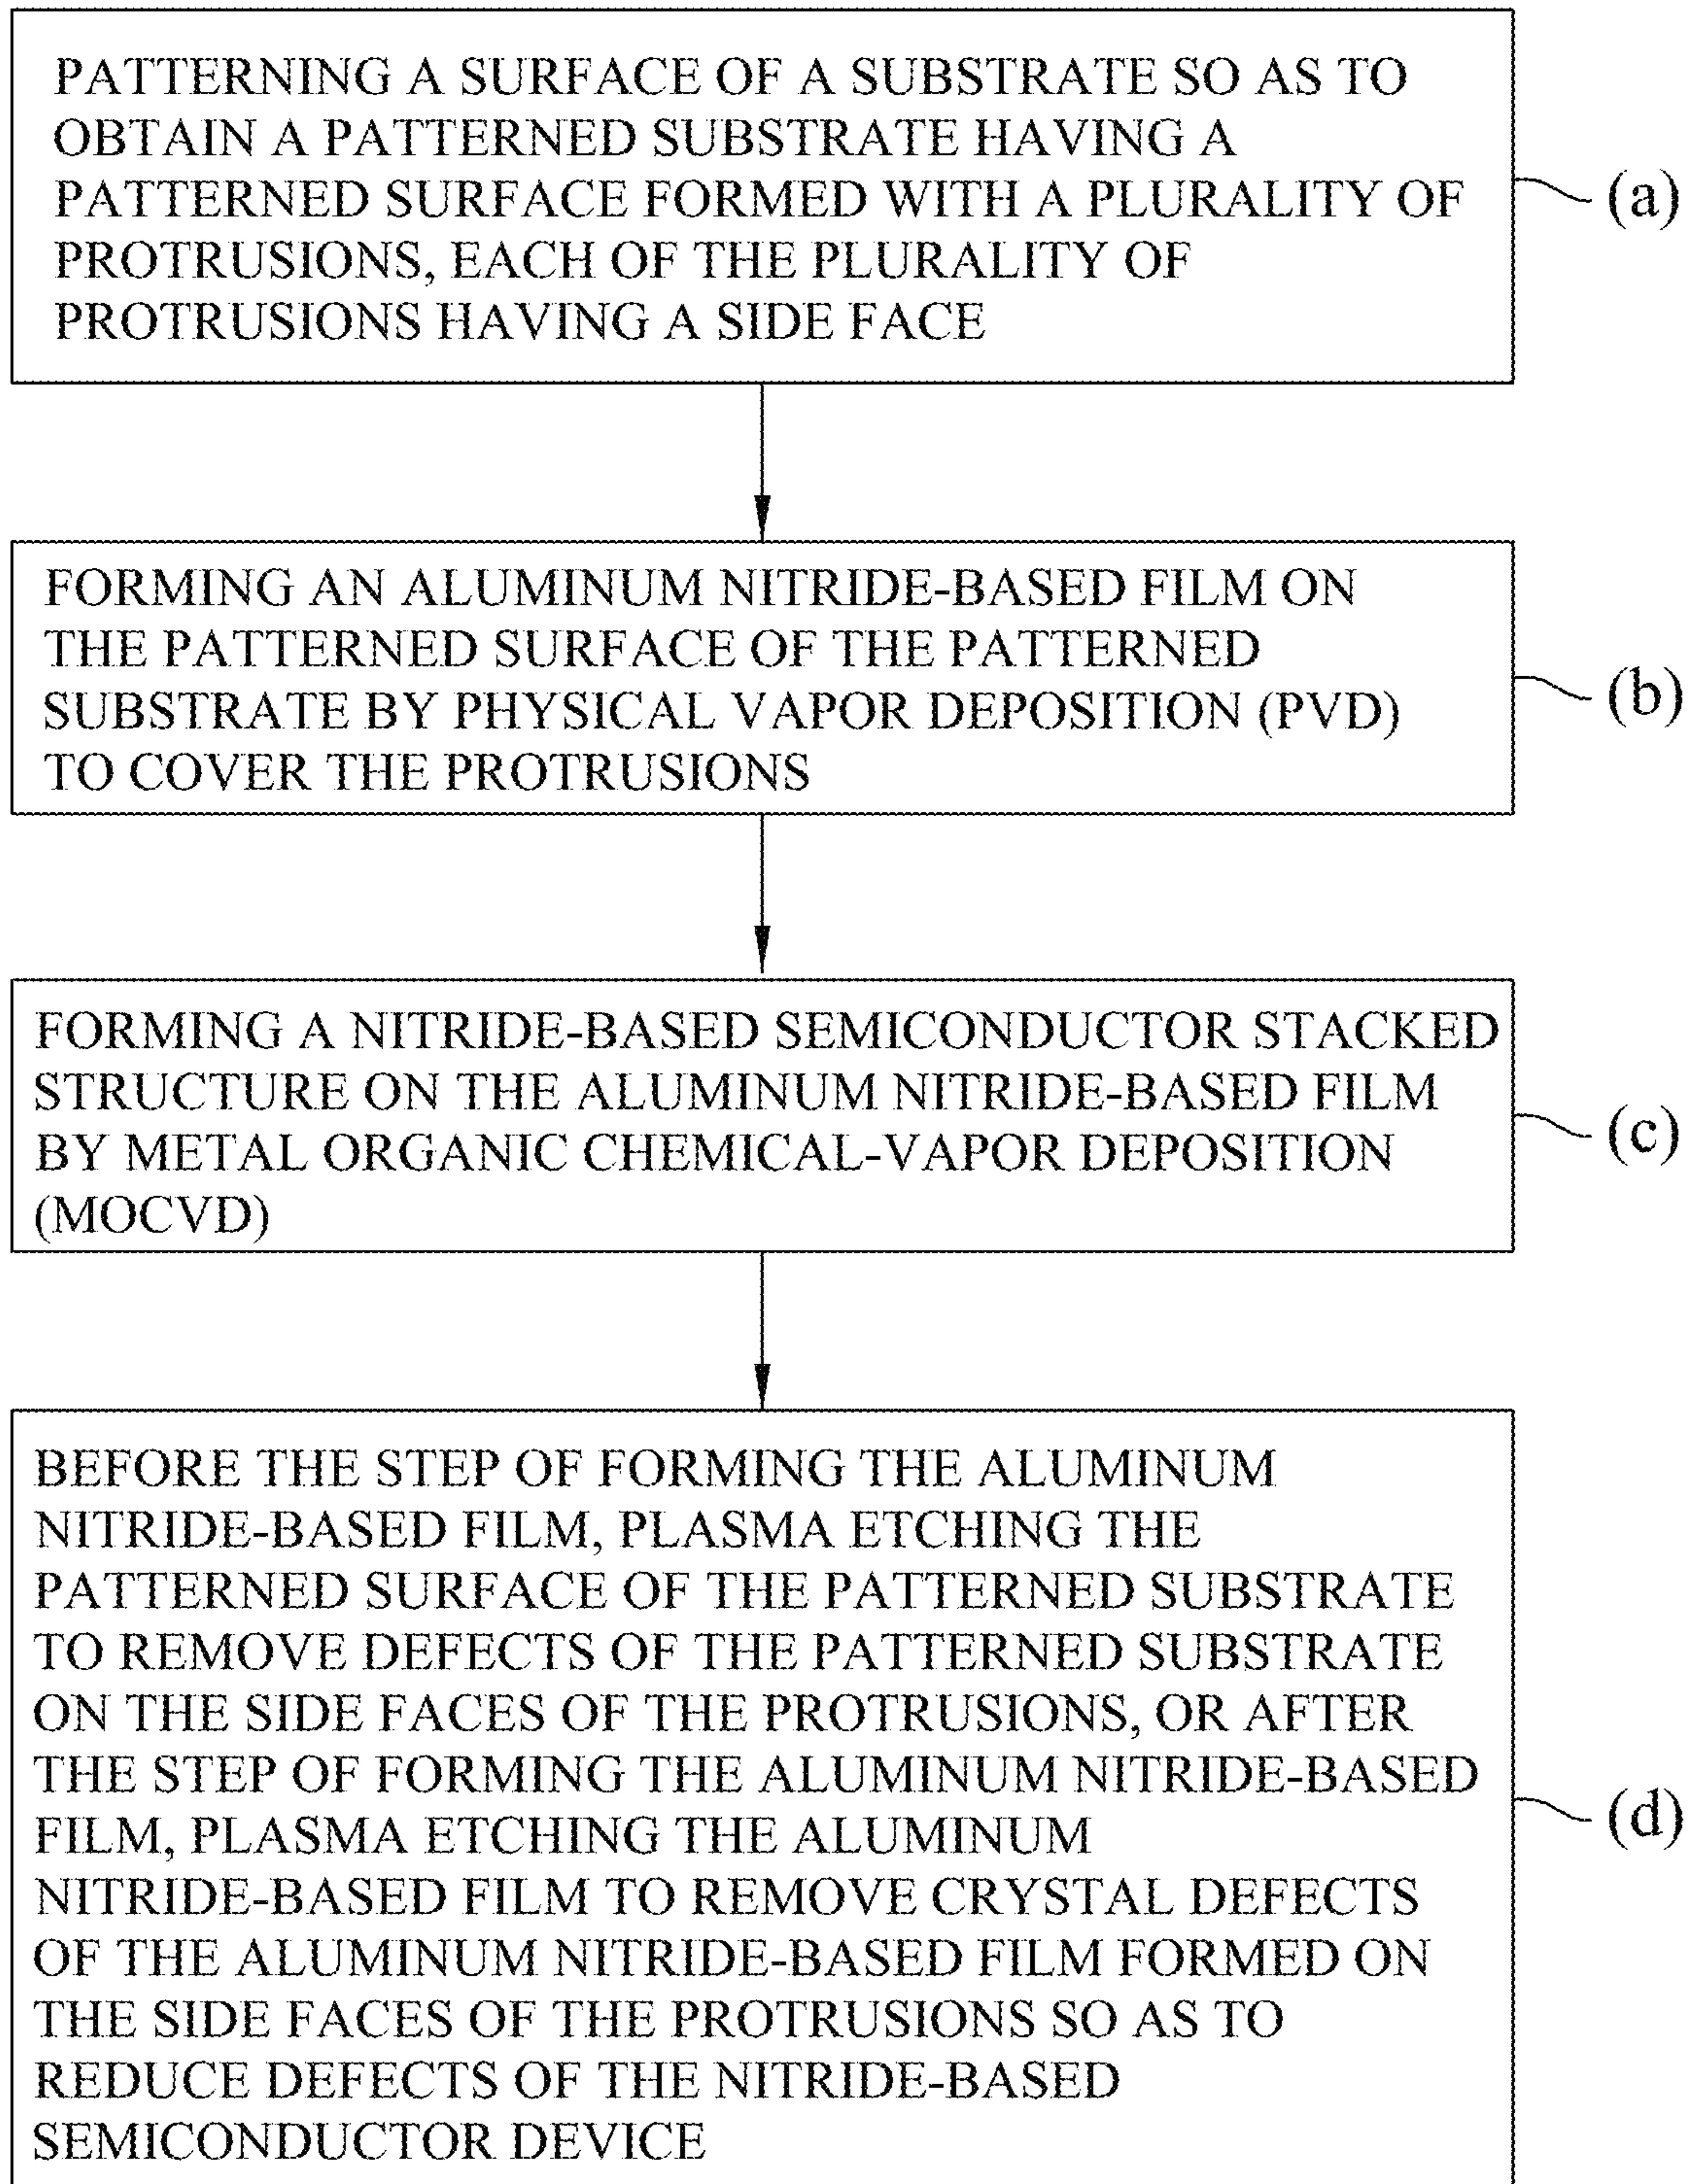 PATTERNING A SURFACE OF A SUBSTRATE SO AS TO
OBTAIN A PATTERNED SUBSTRATE HAVING A
PATTERNED SURFACE FORMED WITH A PLURALITY OF
PROTRUSIONS, EACH OF THE PLURALITY OF
PROTRUSIONS HAVING A SIDE FACE
(a)
FORMING AN ALUMINUM NITRIDE-BASED FILM ON
THE PATTERNED SURFACE OF THE PATTERNED
SUBSTRATE BY PHYSICAL VAPOR DEPOSITION (PVD)
TO COVER THE PROTRUSIONS
(b)
FORMING A NITRIDE-BASED SEMICONDUCTOR STACKED
STRUCTURE ON THE ALUMINUM NITRIDE-BASED FILM
BY METAL ORGANIC CHEMICAL-VAPOR DEPOSITION
(MOCVD)
(c)
BEFORE THE STEP OF FORMING THE ALUMINUM
NITRIDE-BASED FILM, PLASMA ETCHING THE
PATTERNED SURFACE OF THE PATTERNED SUBSTRATE
TO REMOVE DEFECTS OF THE PATTERNED SUBSTRATE
ON THE SIDE FACES OF THE PROTRUSIONS, OR AFTER
THE STEP OF FORMING THE ALUMINUM NITRIDE-BASED
FILM, PLASMA ETCHING THE ALUMINUM
NITRIDE-BASED FILM TO REMOVE CRYSTAL DEFECTS
OF THE ALUMINUM NITRIDE-BASED FILM FORMED ON
THE SIDE FACES OF THE PROTRUSIONS SO AS TO
REDUCE DEFECTS OF THE NITRIDE-BASED
SEMICONDUCTOR DEVICE
(d)